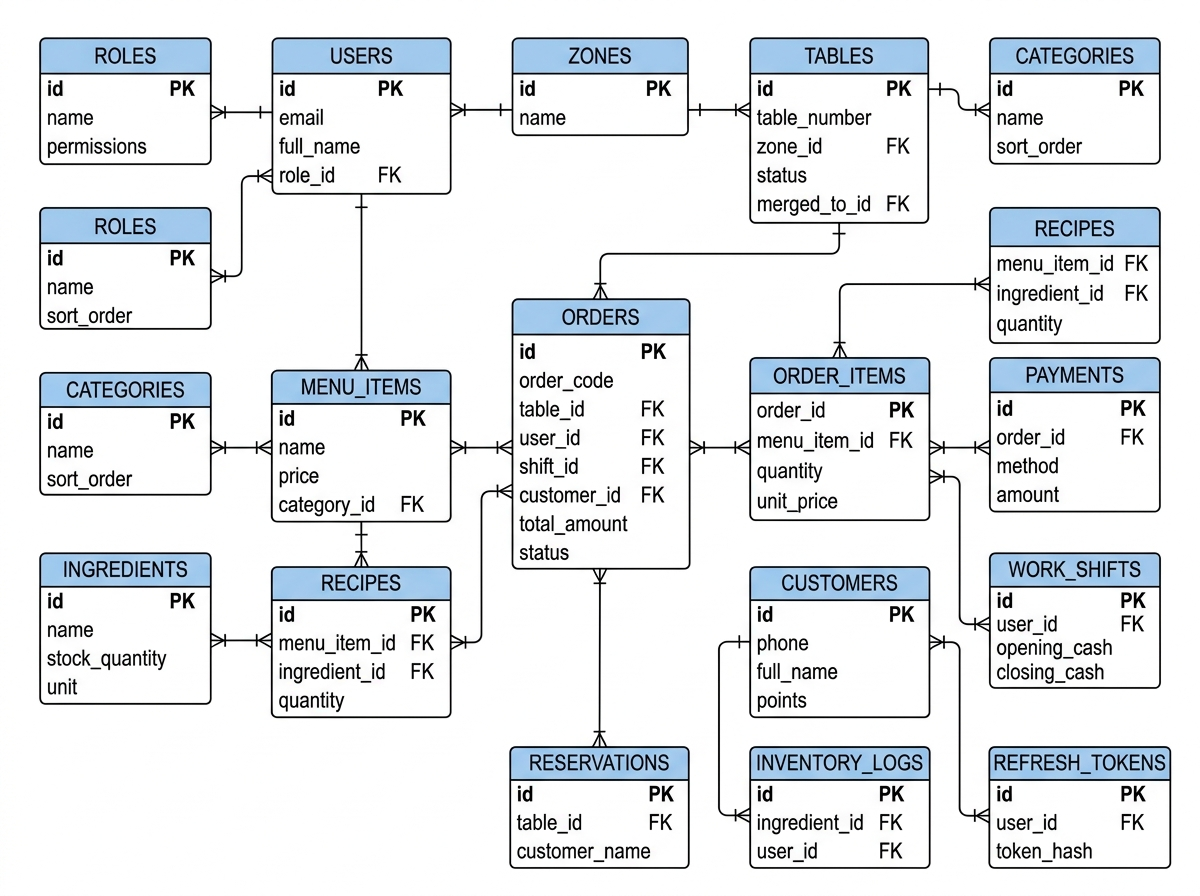 ROLES
id PK
name
permissions
USERS
id PK
email
full_name
role_id FK
ZONES
id PK
name
TABLES
id PK
table_number
zone_id FK
status
merged_to_id FK
CATEGORIES
id PK
name
sort_order
ROLES
id PK
name
sort_order
RECIPES
menu_item_id FK
ingredient_id FK
quantity
ORDERS
id PK
order_code
table_id FK
user_id FK
shift_id FK
customer_id FK
total_amount
status
CATEGORIES
id PK
name
sort_order
MENU_ITEMS
id PK
name
price
category_id FK
ORDER_ITEMS
order_id PK
menu_item_id FK
quantity
unit_price
PAYMENTS
id PK
order_id FK
method
amount
INGREDIENTS
id PK
name
stock_quantity
unit
RECIPES
id PK
menu_item_id FK
ingredient_id FK
quantity
CUSTOMERS
id PK
phone
full_name
points
WORK_SHIFTS
id PK
user_id FK
opening_cash
closing_cash
RESERVATIONS
id PK
table_id FK
customer_name
INVENTORY_LOGS
id PK
ingredient_id FK
user_id FK
REFRESH_TOKENS
id PK
user_id FK
token_hash